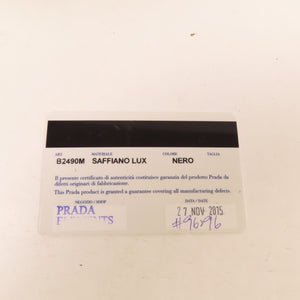 ART MATERIALE COLORE TAGLIA
B2490M SAFFIANO LUX NERO
Il presente certificato di autenticità costituisce garanzia del prodotto Prada da
difetti originari di fabbricazione.
This Prada product is granted a guarantee covering all manufacturing defects.
NEGOZIO / SHOP DATA / DATE
PRADA
27 NOV 2015
#96296